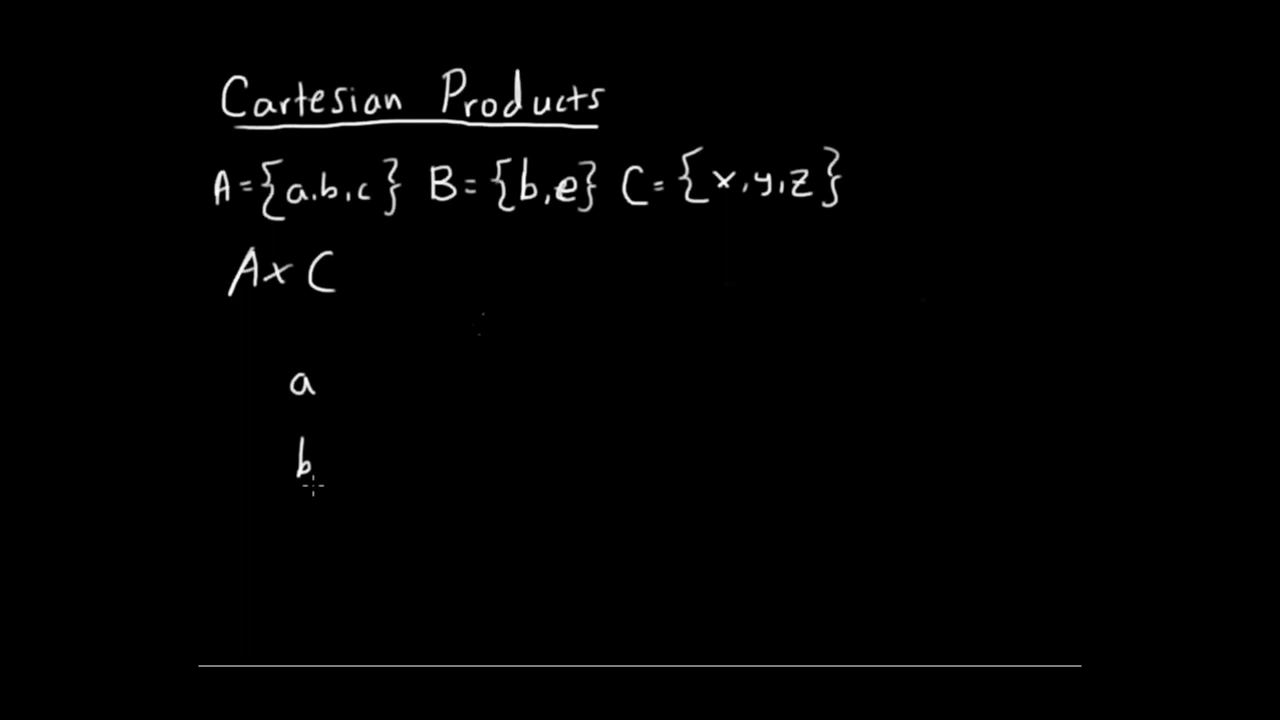 Cartesian Products
A={a,b,c} B={b,e} C={x,y,z}
A× C
a
b